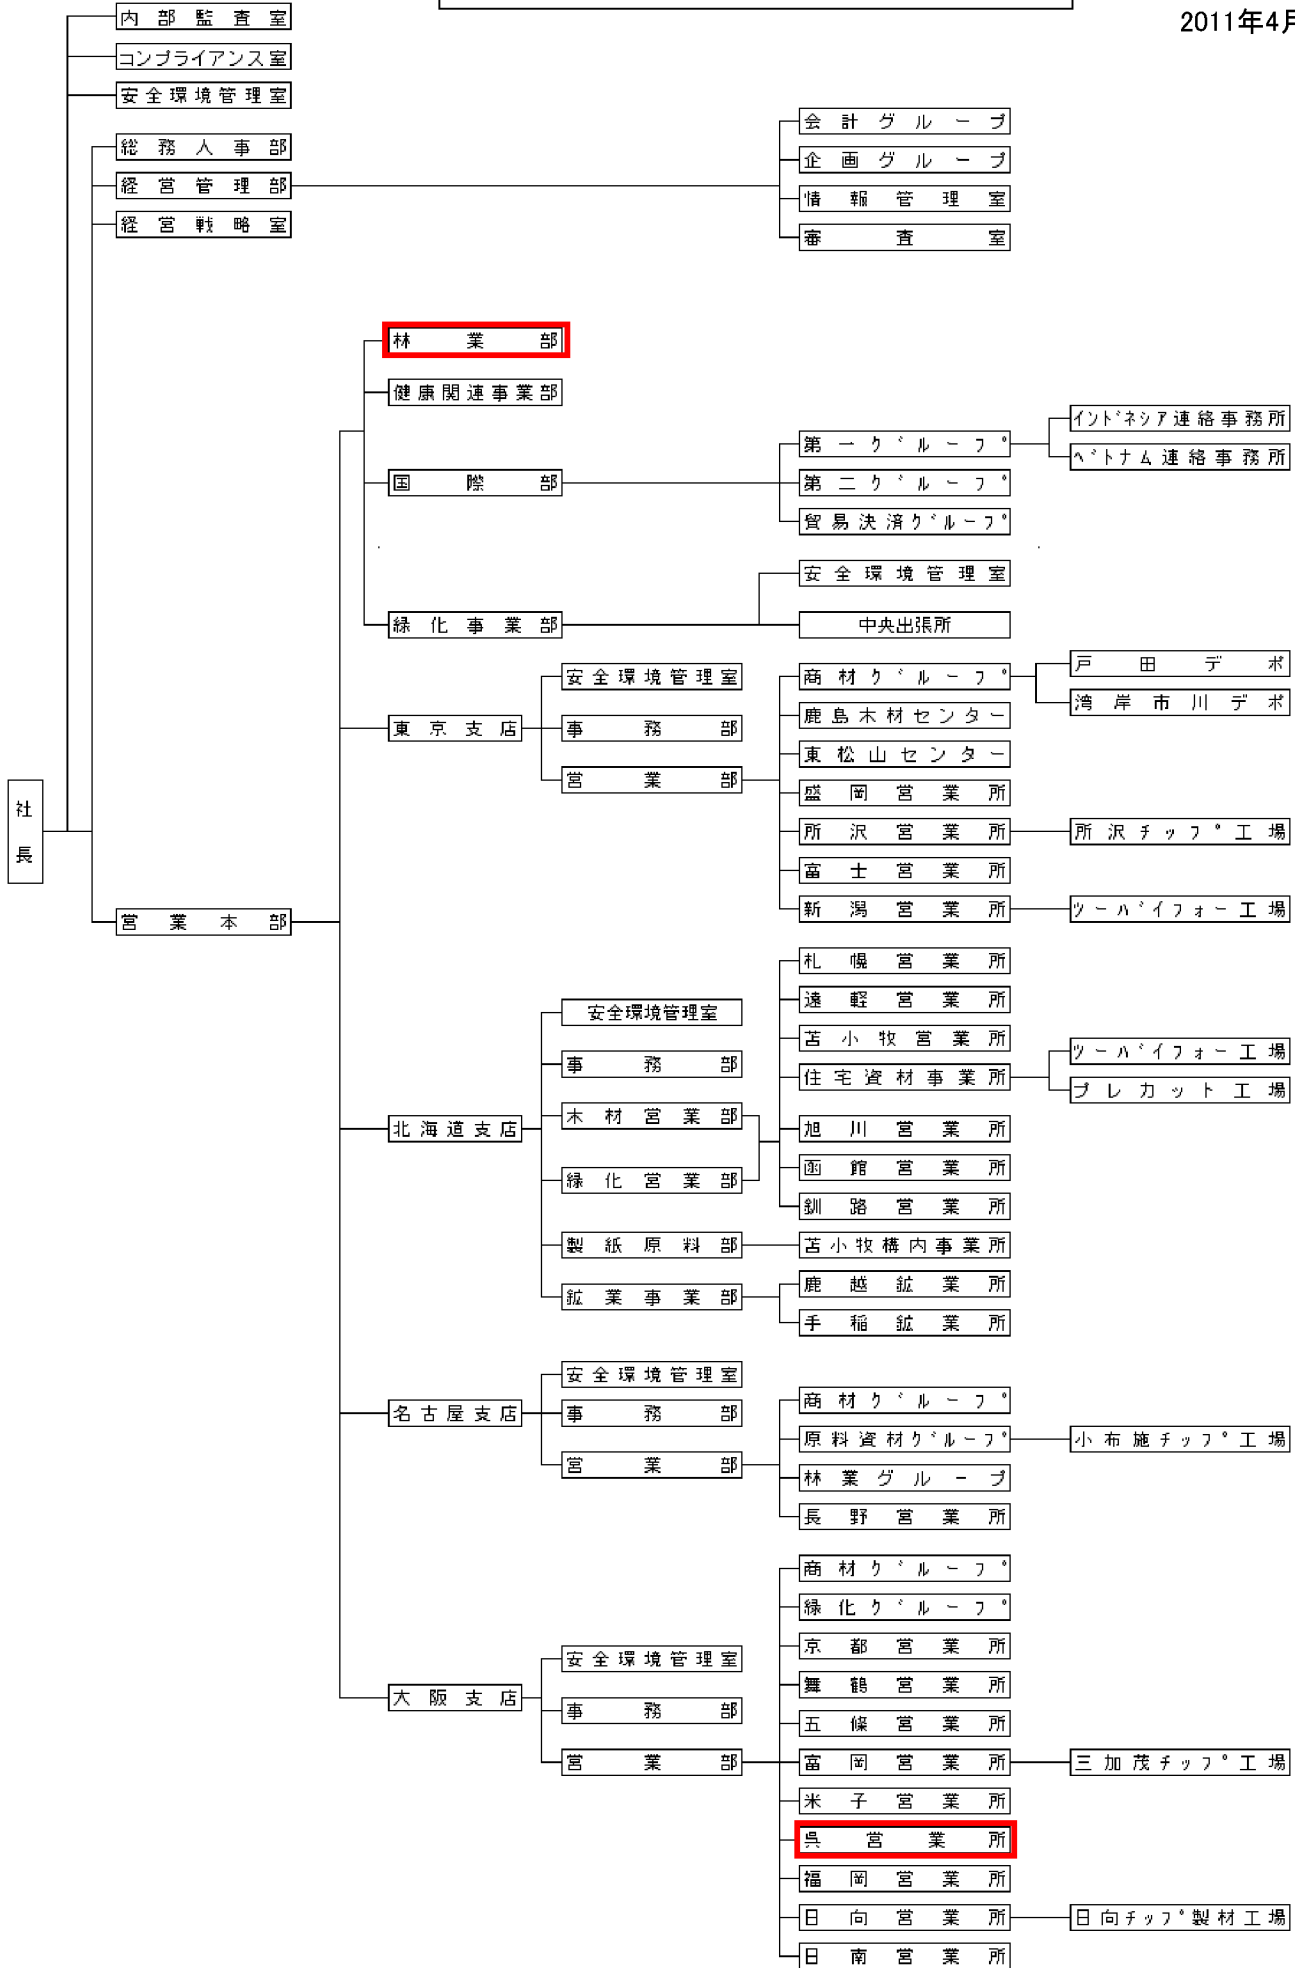 2011年4月
内部監査室
コンプライアンス室
安全環境管理室
総務人事部
経営管理部
経営戦略室
会計グループ
企画グループ
情報管理室
審査室
林業部
健康関連事業部
国際部
第一グループ
インドネシア連絡事務所
ベトナム連絡事務所
第二グループ
貿易決済グループ
緑化事業部
安全環境管理室
中央出張所
社長
営業本部
東京支店
安全環境管理室
事務部
営業部
商材グループ
戸田デポ
湾岸市川デポ
鹿島木材センター
東松山センター
盛岡営業所
所沢営業所
所沢チップ工場
富士営業所
新潟営業所
ツーバイフォー工場
北海道支店
安全環境管理室
事務部
木材営業部
緑化営業部
製紙原料部
鉱業事業部
札幌営業所
遠軽営業所
苫小牧営業所
住宅資材事業所
ツーバイフォー工場
プレカット工場
旭川営業所
函館営業所
釧路営業所
苫小牧構内事業所
鹿越鉱業所
手稲鉱業所
名古屋支店
安全環境管理室
事務部
営業部
商材グループ
原料資材グループ
小布施チップ工場
林業グループ
長野営業所
大阪支店
安全環境管理室
事務部
営業部
商材グループ
緑化グループ
京都営業所
舞鶴営業所
五條営業所
富岡営業所
三加茂チップ工場
米子営業所
呉営業所
福岡営業所
日向営業所
日向チップ製材工場
日南営業所